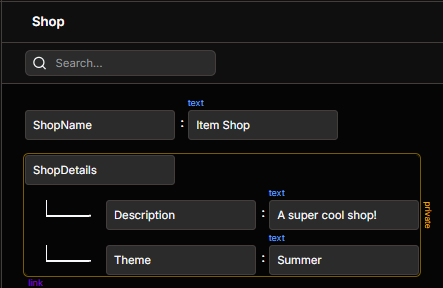 Shop
Search...
text
ShopName : Item Shop
ShopDetails
text
Description : A super cool shop!
private
text
Theme : Summer
link